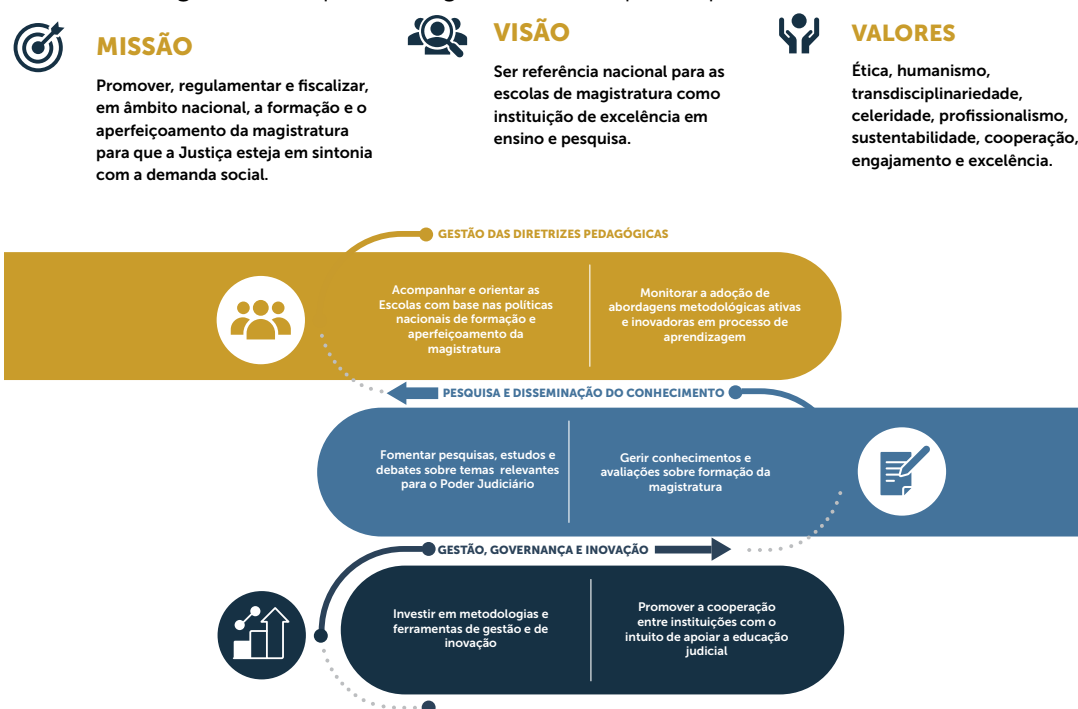 MISSÃO
Promover, regulamentar e fiscalizar,
em âmbito nacional, a formação e o
aperfeiçoamento da magistratura
para que a Justiça esteja em sintonia
com a demanda social.
VISÃO
Ser referência nacional para as
escolas de magistratura como
instituição de excelência em
ensino e pesquisa.
VALORES
Ética, humanismo,
transdisciplinariedade,
celeridade, profissionalismo,
sustentabilidade, cooperação,
engajamento e excelência.
GESTÃO DAS DIRETRIZES PEDAGÓGICAS
Acompanhar e orientar as
Escolas com base nas políticas
nacionais de formação e
aperfeiçoamento da
magistratura
Monitorar a adoção de
abordagens metodológicas ativas
e inovadoras em processo de
aprendizagem
PESQUISA E DISSEMINAÇÃO DO CONHECIMENTO
Fomentar pesquisas, estudos e
debates sobre temas relevantes
para o Poder Judiciário
Gerir conhecimentos e
avaliações sobre formação da
magistratura
GESTÃO, GOVERNANÇA E INOVAÇÃO
Investir em metodologias e
ferramentas de gestão e de
inovação
Promover a cooperação
entre instituições com o
intuito de apoiar a educação
judicial